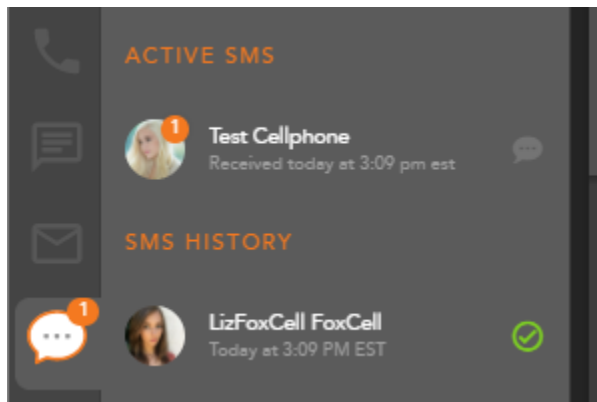 ACTIVE SMS
1
Test Cellphone
Received today at 3:09 pm est
SMS HISTORY
1
LizFoxCell FoxCell
Today at 3:09 PM EST